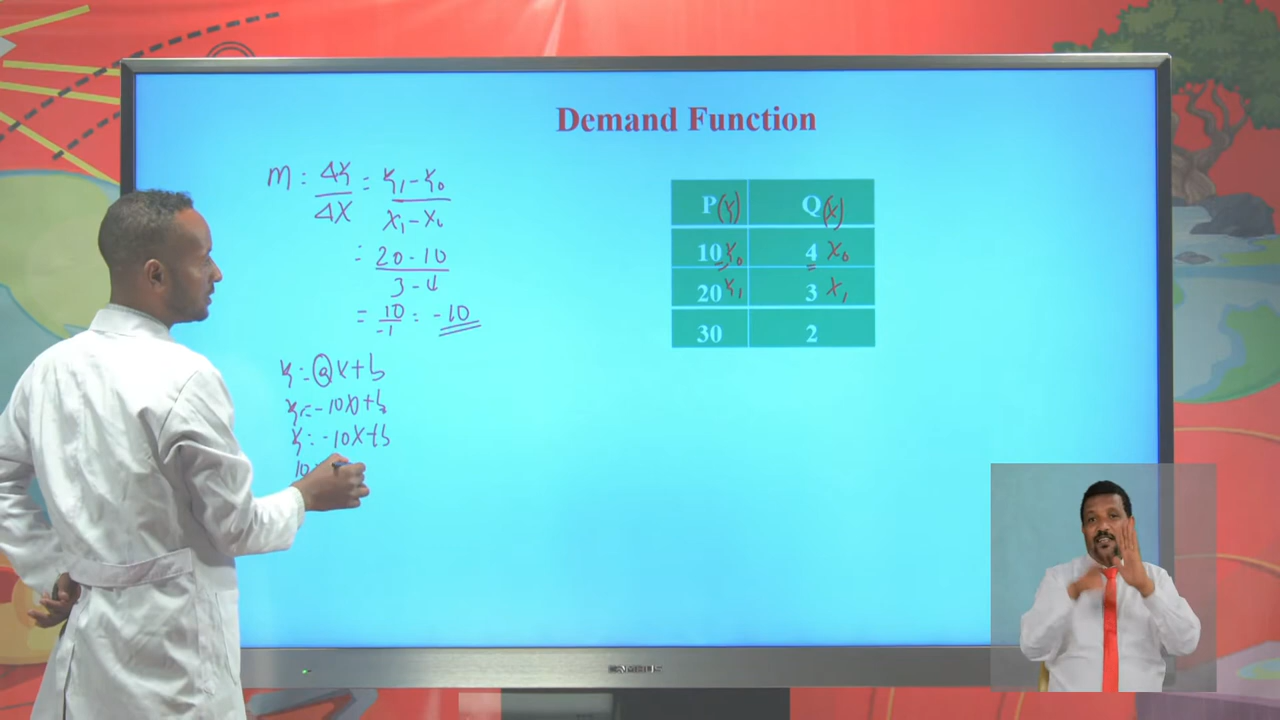 Demand Function
m = ΔY/ΔX = Y₁-Y₀/X₁-X₀
= 20-10/3-4
= 10/-1 = -10
Y = aX+b
Y = -10X+b
Y = -10X+b
10
P(Y) Q(X)
10 Y₀ 4 X₀
20 Y₁ 3 X₁
30 2